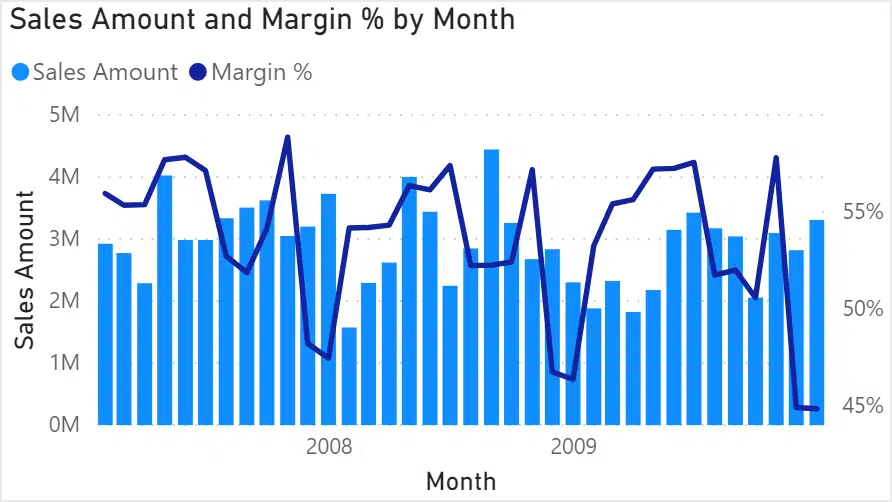 Sales Amount and Margin % by Month
Sales Amount Margin %
5M
4M
3M
2M
1M
0M
Sales Amount
55%
50%
45%
2008 2009
Month